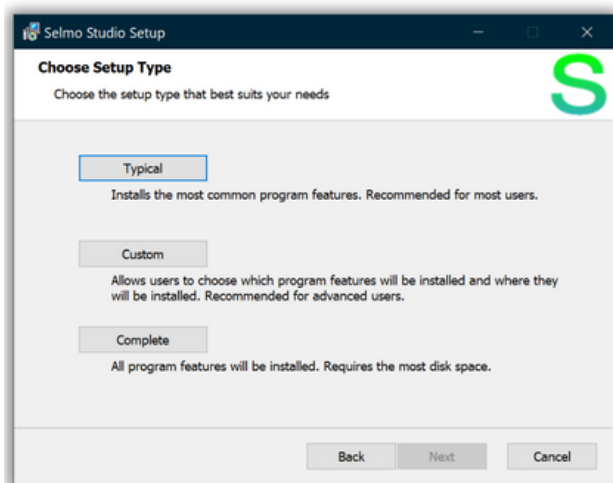 Selmo Studio Setup
Choose Setup Type
Choose the setup type that best suits your needs
S
Typical
Installs the most common program features. Recommended for most users.
Custom
Allows users to choose which program features will be installed and where they
will be installed. Recommended for advanced users.
Complete
All program features will be installed. Requires the most disk space.
Back Next Cancel